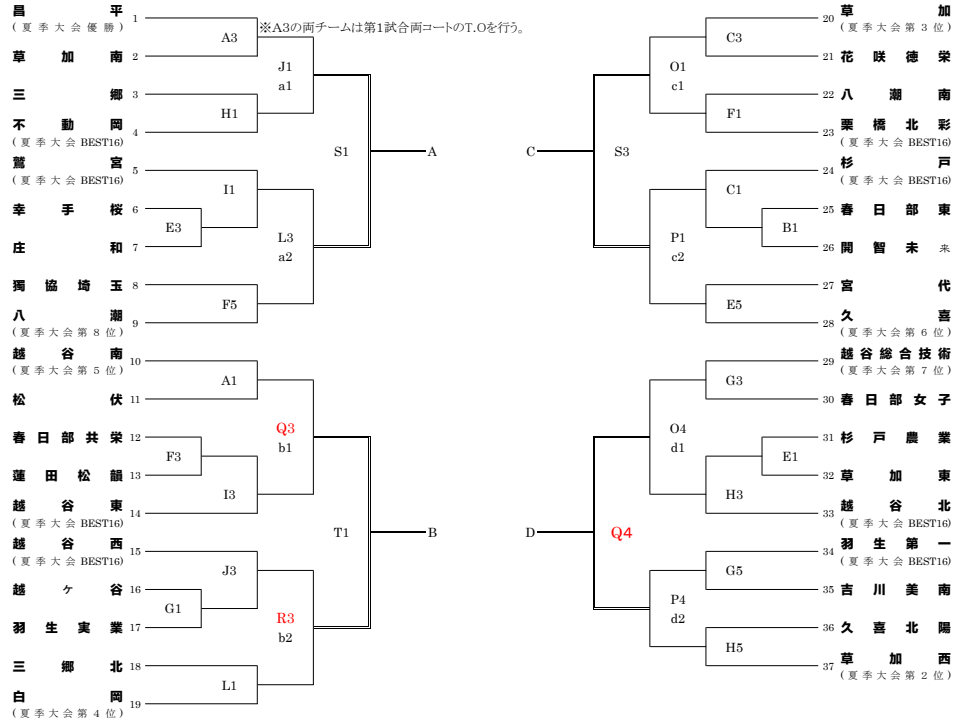 昌平 1
(夏季大会優勝)
※A3の両チームは第1試合両コートのT.Oを行う。
A3
草加南 2
J1
a1
三郷 3
H1
不動岡 4
(夏季大会BEST16)
S1
A
鷲宮 5
(夏季大会BEST16)
I1
幸手桜 6
E3
庄和 7
L3
a2
獨協埼玉 8
F5
八潮 9
(夏季大会第8位)
越谷南 10
(夏季大会第5位)
A1
松伏 11
Q3
b1
春日部共栄 12
F3
蓮田松韻 13
I3
越谷東 14
(夏季大会BEST16)
T1
B
越谷西 15
(夏季大会BEST16)
J3
越ヶ谷 16
G1
羽生実業 17
R3
b2
三郷北 18
L1
白岡 19
(夏季大会第4位)
20 草加
(夏季大会第3位)
C3
21 花咲徳栄
O1
c1
22 八潮南
F1
23 栗橋北彩
(夏季大会BEST16)
C
S3
24 杉戸
(夏季大会BEST16)
C1
25 春日部東
B1
26 開智未来
P1
c2
27 宮代
E5
28 久喜
(夏季大会第6位)
29 越谷総合技術
(夏季大会第7位)
G3
30 春日部女子
O4
d1
31 杉戸農業
E1
32 草加東
H3
33 越谷北
(夏季大会BEST16)
D
Q4
34 羽生第一
(夏季大会BEST16)
G5
35 吉川美南
P4
d2
36 久喜北陽
H5
37 草加西
(夏季大会第2位)